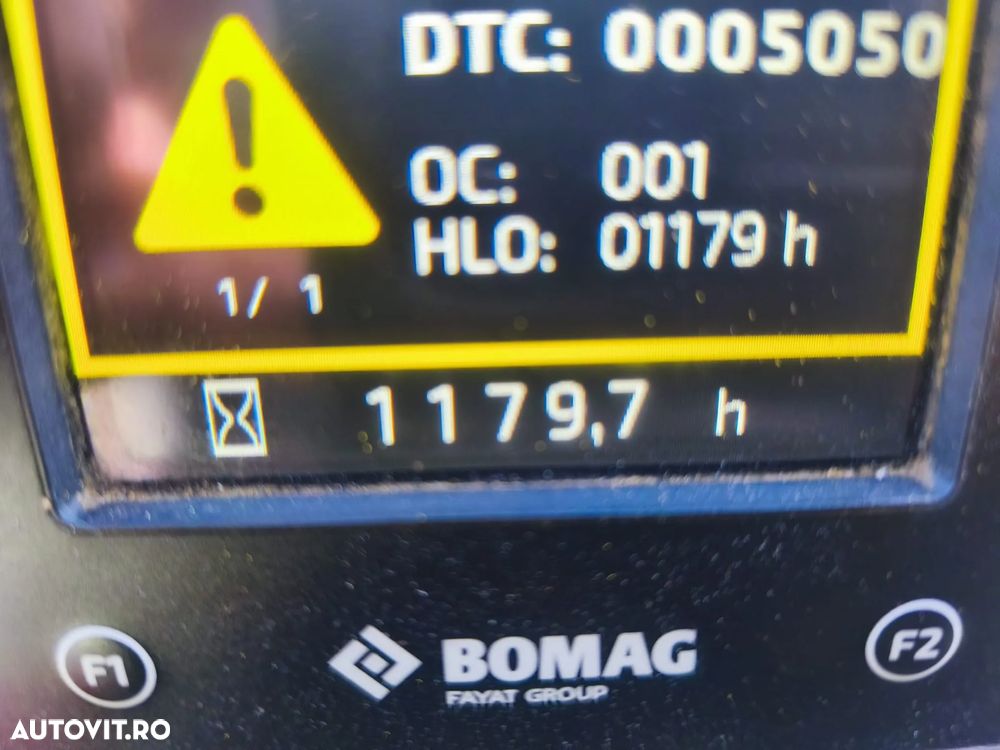 DTC: 0005050
OC: 001
HLO: 01179 h
1/ 1
1179,7 h
F1
BOMAG
FAYAT GROUP
F2
AUTOVIT.RO